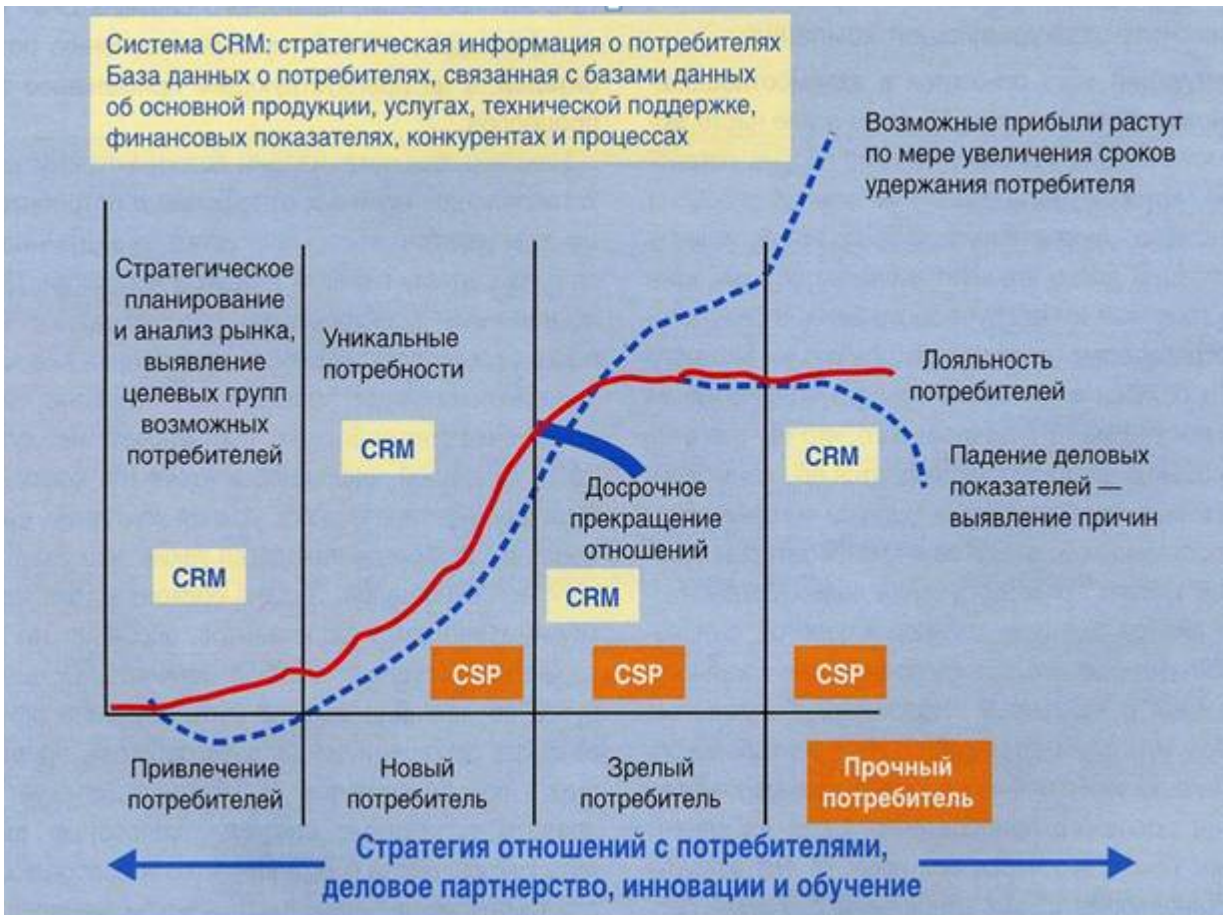 Система CRM: стратегическая информация о потребителях
База данных о потребителях, связанная с базами данных
об основной продукции, услугах, технической поддержке,
финансовых показателях, конкурентах и процессах
Возможные прибыли растут
по мере увеличения сроков
удержания потребителя
Стратегическое
планирование
и анализ рынка,
выявление
целевых групп
возможных
потребителей
Уникальные
потребности
Лояльность
потребителей
CRM
CRM
Падение деловых
показателей —
выявление причин
Досрочное
прекращение
отношений
CRM
CRM
CSP
CSP
CSP
Привлечение
потребителей
Новый
потребитель
Зрелый
потребитель
Прочный
потребитель
Стратегия отношений с потребителями,
деловое партнерство, инновации и обучение